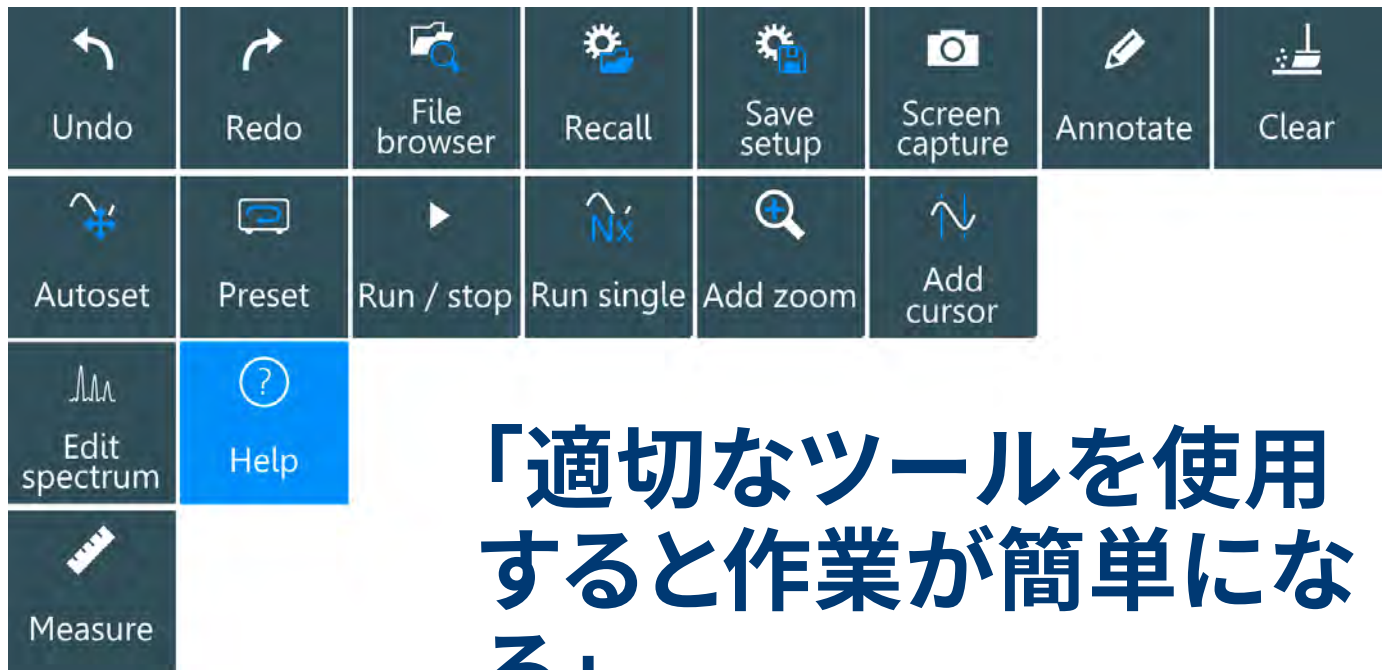 Undo
Redo
File
browser
Recall
Save
setup
Screen
capture
Annotate
Clear
Autoset
Preset
Run / stop
Nx
Run single
Add zoom
Add
cursor
Edit
spectrum
?
Help
Measure
「適切なツールを使用
すると作業が簡単にな
る」